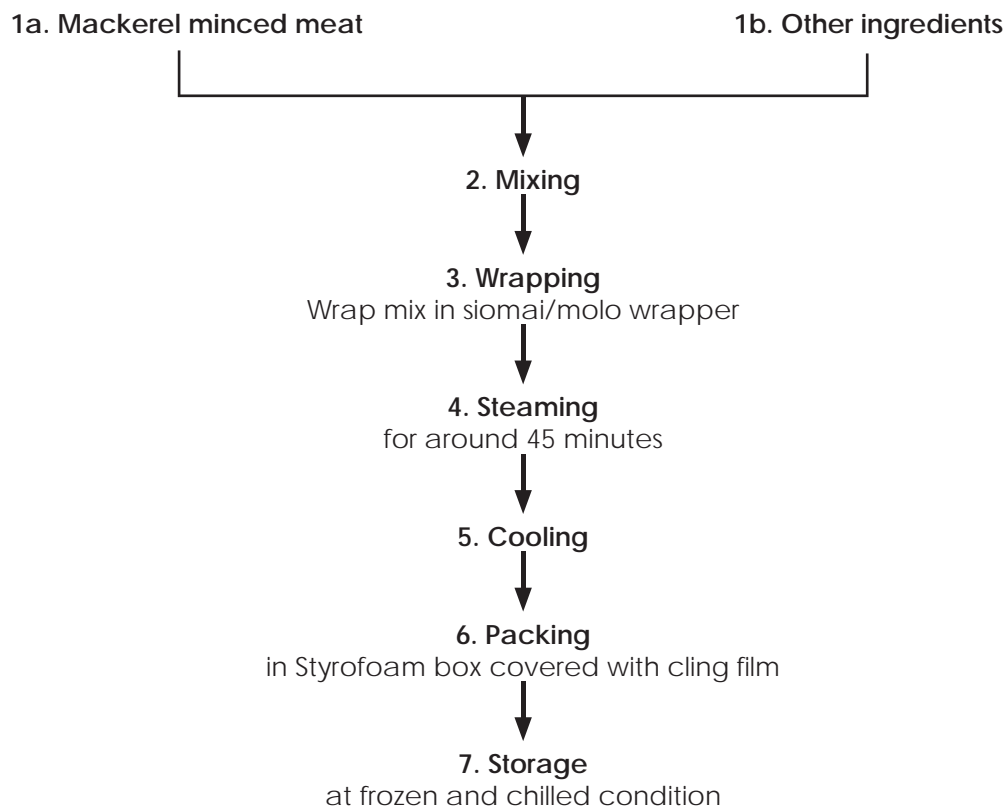 1a. Mackerel minced meat
1b. Other ingredients
2. Mixing
3. Wrapping
Wrap mix in siomai/molo wrapper
4. Steaming
for around 45 minutes
5. Cooling
6. Packing
in Styrofoam box covered with cling film
7. Storage
at frozen and chilled condition